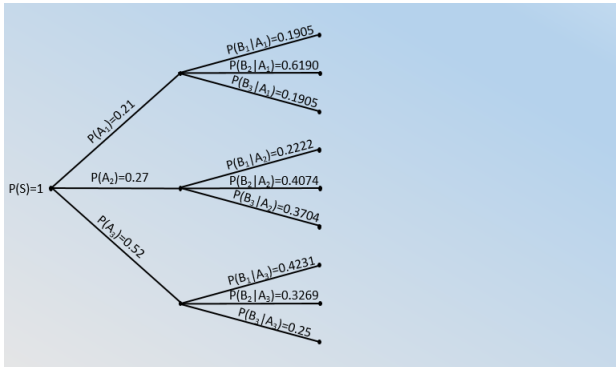 P(B₁|A₁)=0.1905
P(B₂|A₁)=0.6190
P(B₃|A₁)=0.1905
P(A₁)=0.21
P(B₁|A₂)=0.2222
P(S)=1
P(A₂)=0.27
P(B₂|A₂)=0.4074
P(B₃|A₂)=0.3704
P(A₃)=0.52
P(B₁|A₃)=0.4231
P(B₂|A₃)=0.3269
P(B₃|A₃)=0.25